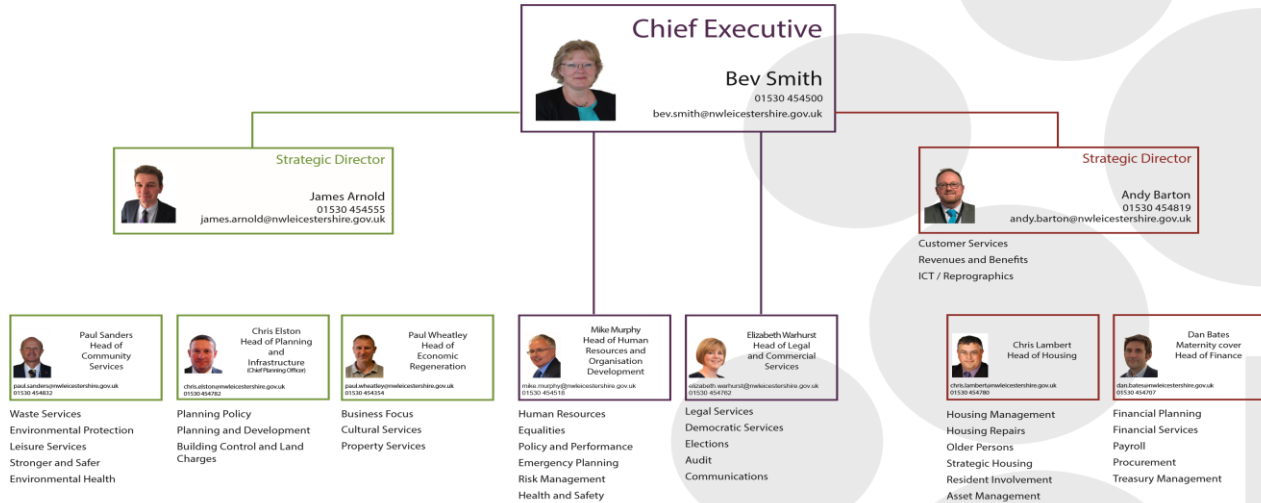 Chief Executive
Bev Smith
01530 454500
bev.smith@nwleicestershire.gov.uk
Strategic Director
James Arnold
01530 454555
james.arnold@nwleicestershire.gov.uk
Strategic Director
Andy Barton
01530 454819
andy.barton@nwleicestershire.gov.uk
Customer Services
Revenues and Benefits
ICT / Reprographics
Paul Sanders
Head of
Community
Services
paul.sanders@nwleicestershire.gov.uk
01530 454832
Waste Services
Environmental Protection
Leisure Services
Stronger and Safer
Environmental Health
Chris Elston
Head of Planning
and
Infrastructure
(Chief Planning Officer)
chris.elston@nwleicestershire.gov.uk
01530 454782
Planning Policy
Planning and Development
Building Control and Land
Charges
Paul Wheatley
Head of
Economic
Regeneration
paul.wheatley@nwleicestershire.gov.uk
01530 454354
Business Focus
Cultural Services
Property Services
Mike Murphy
Head of Human
Resources and
Organisation
Development
mike.murphy@nwleicestershire.gov.uk
01530 454518
Human Resources
Equalities
Policy and Performance
Emergency Planning
Risk Management
Health and Safety
Elizabeth Warhurst
Head of Legal
and Commercial
Services
elizabeth.warhurst@nwleicestershire.gov.uk
01530 454762
Legal Services
Democratic Services
Elections
Audit
Communications
Chris Lambert
Head of Housing
chris.lambert@nwleicestershire.gov.uk
01530 454780
Housing Management
Housing Repairs
Older Persons
Strategic Housing
Resident Involvement
Asset Management
Dan Bates
Maternity cover
Head of Finance
dan.bates@nwleicestershire.gov.uk
01530 454707
Financial Planning
Financial Services
Payroll
Procurement
Treasury Management